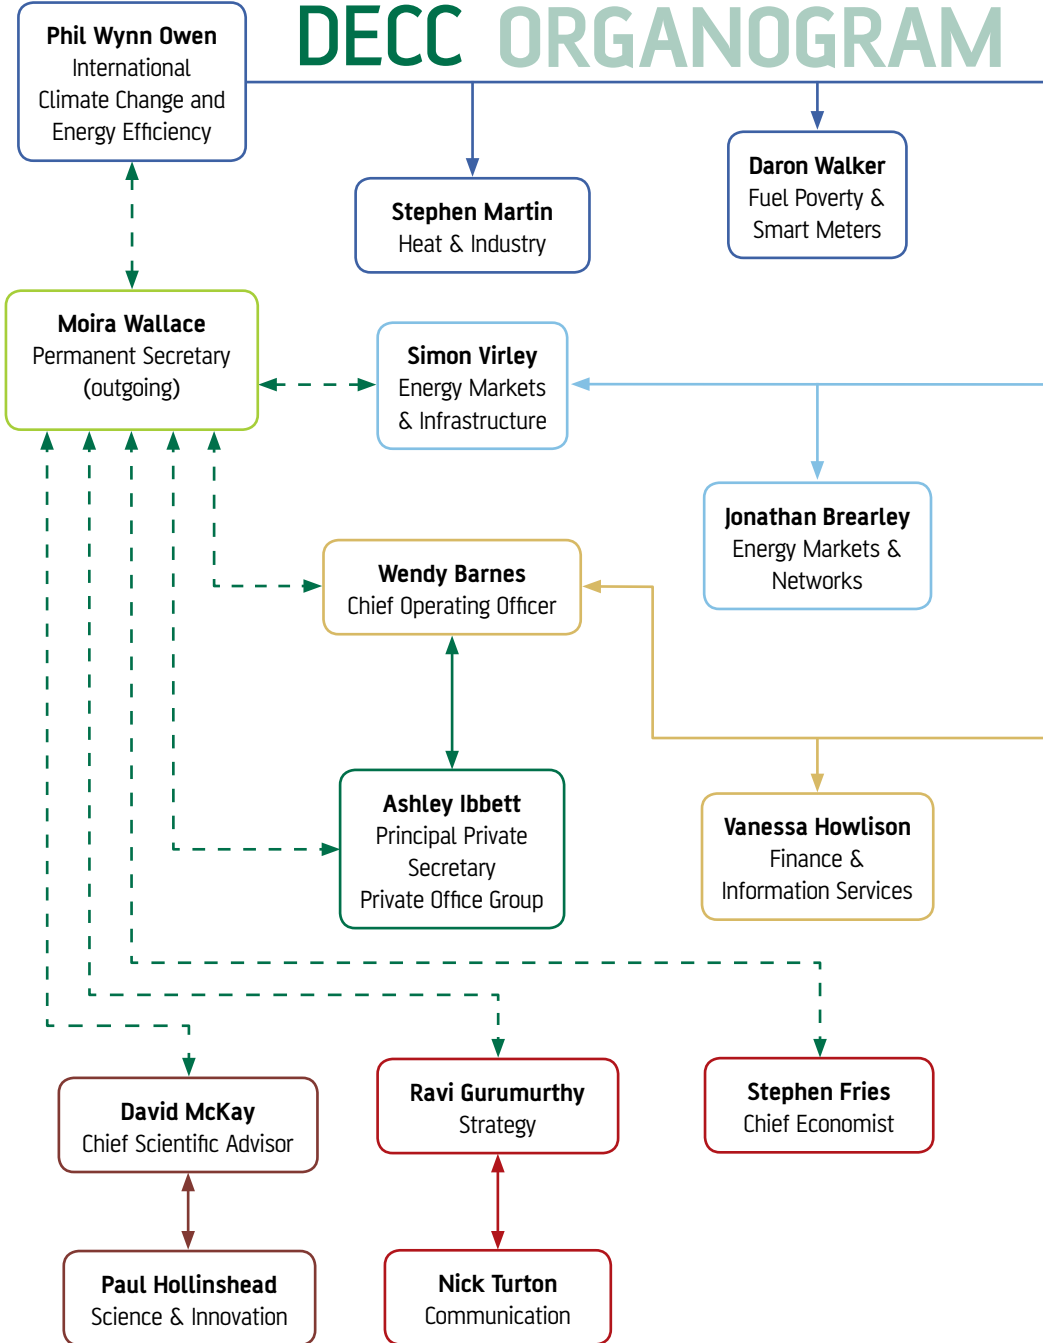 DECC ORGANOGRAM
Phil Wynn Owen
International
Climate Change and
Energy Efficiency
Stephen Martin
Heat & Industry
Daron Walker
Fuel Poverty &
Smart Meters
Moira Wallace
Permanent Secretary
(outgoing)
Simon Virley
Energy Markets
& Infrastructure
Jonathan Brearley
Energy Markets &
Networks
Wendy Barnes
Chief Operating Officer
Ashley Ibbett
Principal Private
Secretary
Private Office Group
Vanessa Howlison
Finance &
Information Services
David McKay
Chief Scientific Advisor
Ravi Gurumurthy
Strategy
Stephen Fries
Chief Economist
Paul Hollinshead
Science & Innovation
Nick Turton
Communication